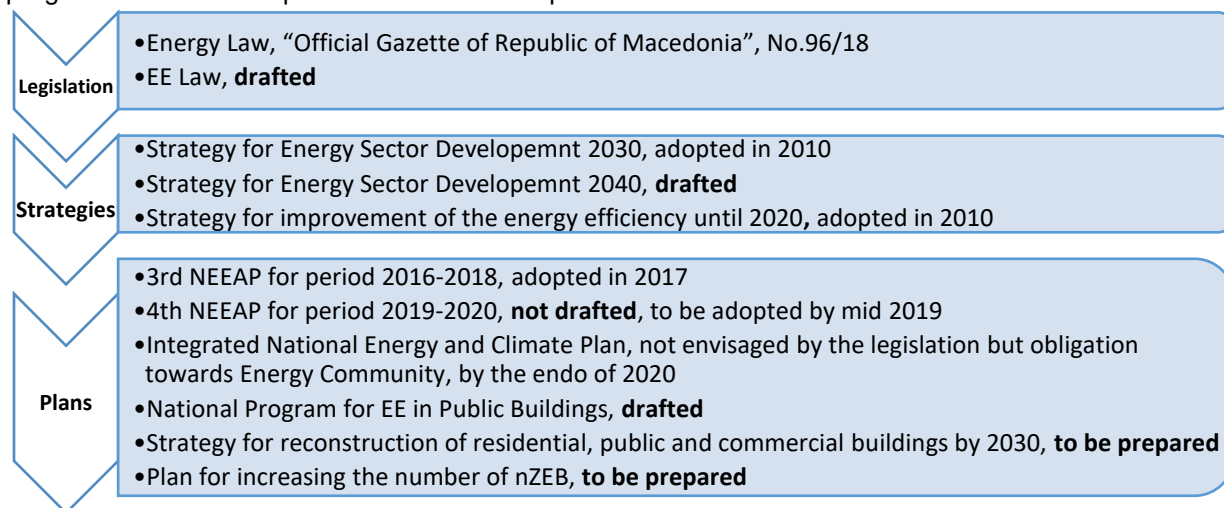 Legislation
•Energy Law, “Official Gazette of Republic of Macedonia”, No.96/18
•EE Law, drafted
Strategies
•Strategy for Energy Sector Developemnt 2030, adopted in 2010
•Strategy for Energy Sector Developemnt 2040, drafted
•Strategy for improvement of the energy efficiency until 2020, adopted in 2010
Plans
•3rd NEEAP for period 2016-2018, adopted in 2017
•4th NEEAP for period 2019-2020, not drafted, to be adopted by mid 2019
•Integrated National Energy and Climate Plan, not envisaged by the legislation but obligation
towards Energy Community, by the endo of 2020
•National Program for EE in Public Buildings, drafted
•Strategy for reconstruction of residential, public and commercial buildings by 2030, to be prepared
•Plan for increasing the number of nZEB, to be prepared